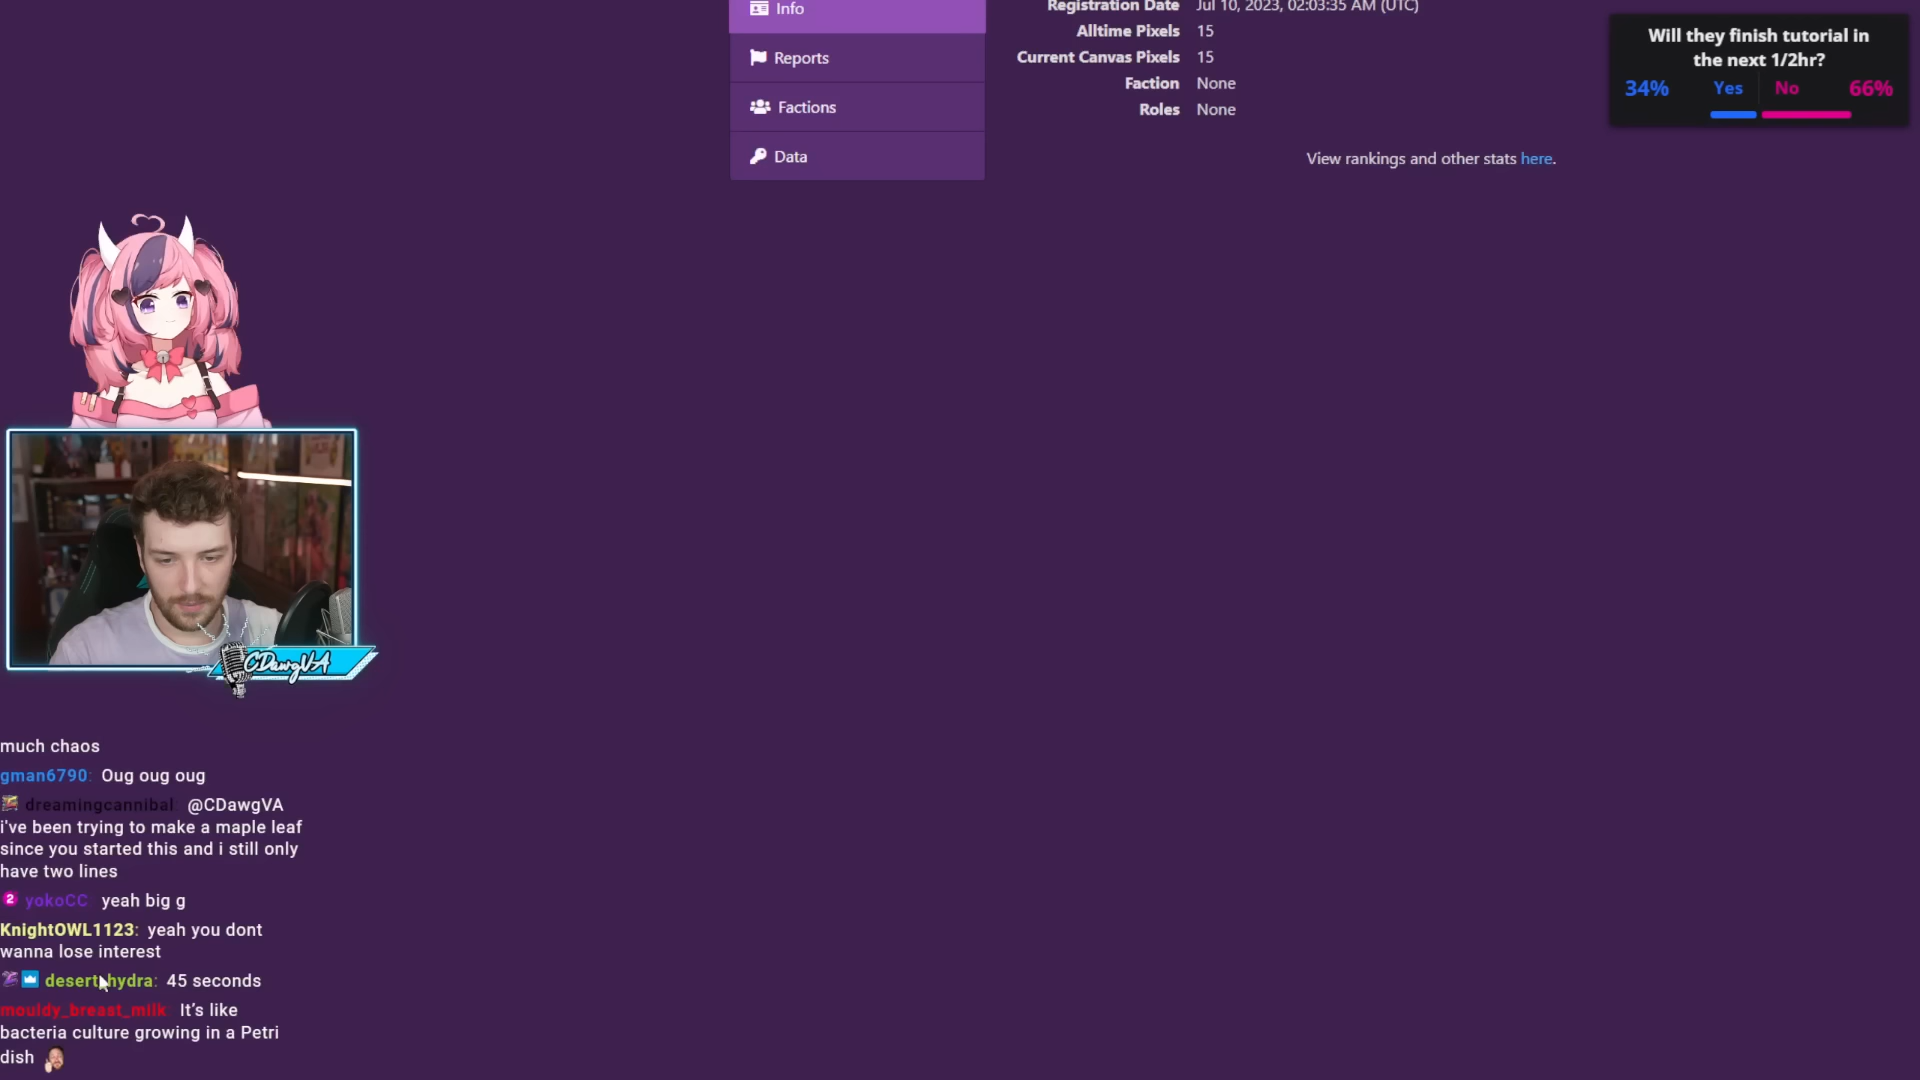 Info
Reports
Factions
Data
Registration Date Jul 10, 2023, 02:03:35 AM (UTC)
Alltime Pixels 15
Current Canvas Pixels 15
Faction None
Roles None
View rankings and other stats here.
Will they finish tutorial in
the next 1/2hr?
34% Yes No 66%
CDawgVA
much chaos
gman6790: Oug oug oug
dreamingcannibal: @CDawgVA
i've been trying to make a maple leaf
since you started this and i still only
have two lines
2 yokoCC: yeah big g
KnightOWL1123: yeah you dont
wanna lose interest
desert_hydra: 45 seconds
mouldy_breast_milk: It's like
bacteria culture growing in a Petri
dish